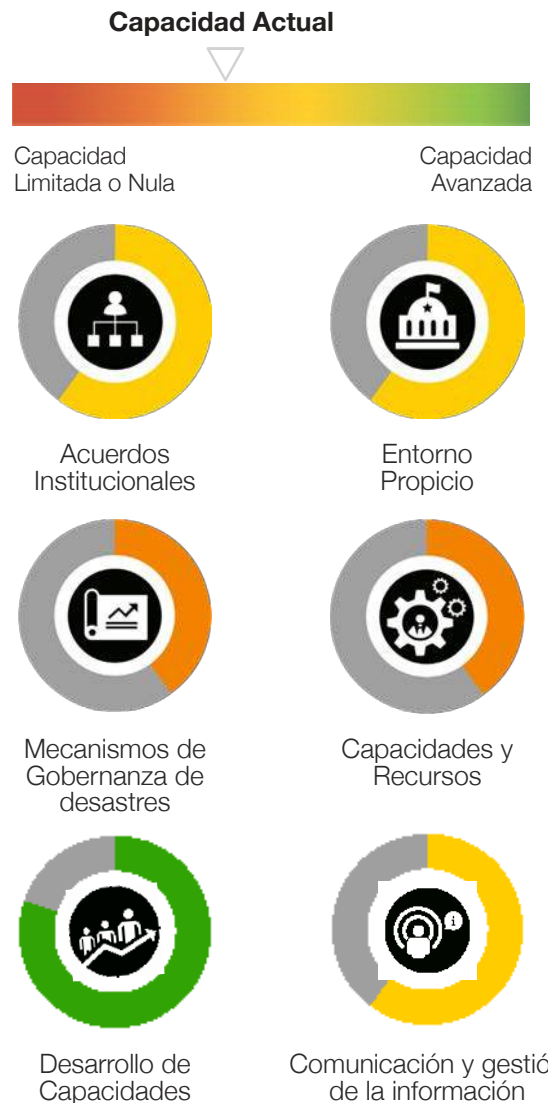 Capacidad Actual
Capacidad
Limitada o Nula
Capacidad
Avanzada
Acuerdos
Institucionales
Entorno
Propicio
Mecanismos de
Gobernanza de
desastres
Capacidades y
Recursos
Desarrollo de
Capacidades
Comunicación y gestió
de la información